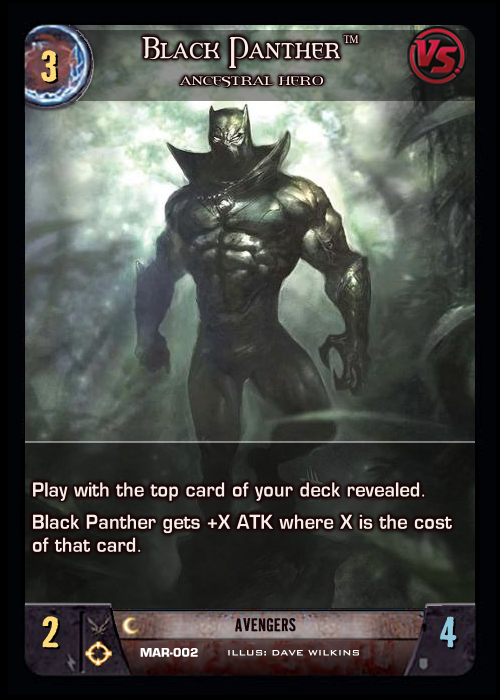 3
BLACK PANTHER™
ANCESTRAL HERO
VS.
Play with the top card of your deck revealed.
Black Panther gets +X ATK where X is the cost
of that card.
2
AVENGERS
4
MAR-002 ILLUS: DAVE WILKINS